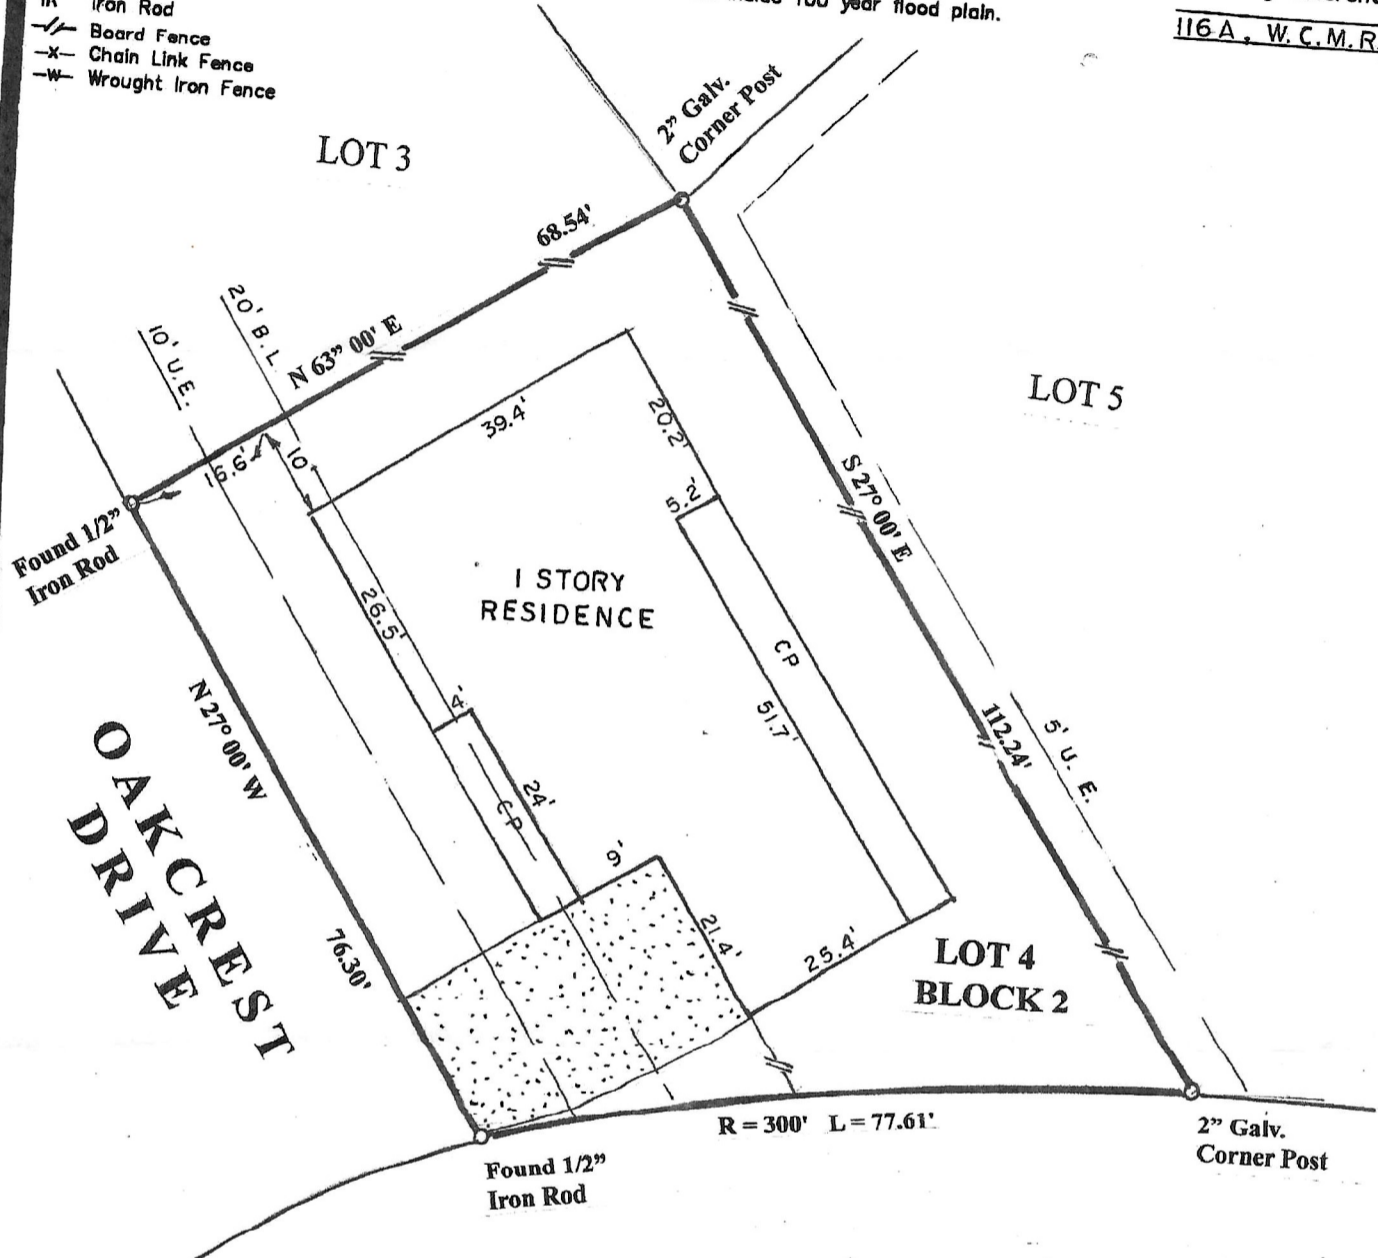 Iron Rod
Board Fence
Chain Link Fence
Wrought Iron Fence
100 year flood plain.
116A, W.C.M.R.
LOT 3
2” Galv.
Corner Post
68.54'
N 63” 00' E
20' B.L.
10' U.E.
16.6'
10'
39.4'
20.2'
5.2'
LOT 5
S 27° 00' E
Found 1/2”
Iron Rod
1 STORY
RESIDENCE
26.5'
4'
24'
CP
CP
51.7'
112.24'
5' U.E.
N 27° 00' W
76.30'
OAKCREST
DRIVE
9'
21.4'
25.4'
LOT 4
BLOCK 2
R = 300' L = 77.61'
Found 1/2”
Iron Rod
2” Galv.
Corner Post